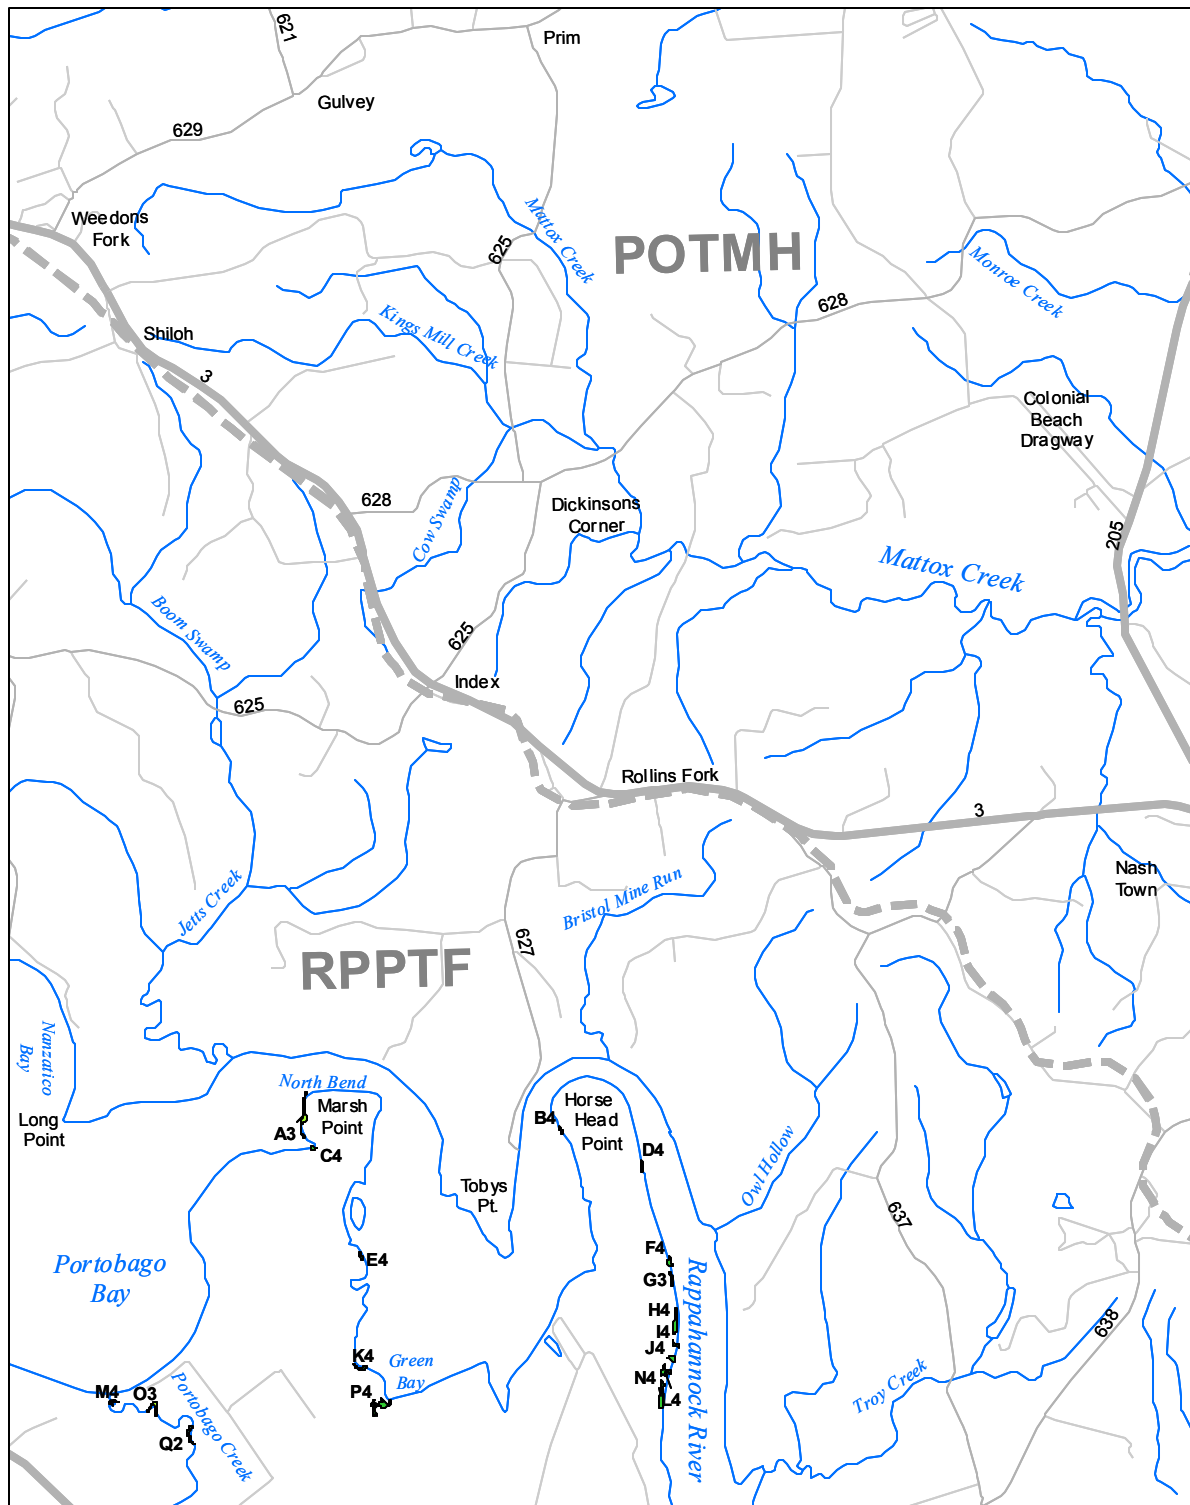 621
Prim
Gulvey
629
Weedons
Fork
Mattox Creek
625
POTMH
Monroe Creek
628
Kings Mill Creek
Shiloh
3
Colonial
Beach
Dragway
628
Cow Swamp
Dickinsons
Corner
205
Mattox Creek
Boom Swamp
625
Index
625
Rollins Fork
3
Nash
Town
Jetts Creek
Bristol Mine Run
627
RPPTF
Nanzatico
Bay
North Bend
Long
Point
Marsh
Point
A3
C4
Horse
Head
Point
B4
D4
Owl Hollow
Tobys
Pt.
637
Portobago
Bay
E4
F4
G3
Rappahannock River
H4
I4
J4
638
K4
Green
Bay
N4
L4
Troy Creek
M4
O3
P4
Portobago Creek
Q2